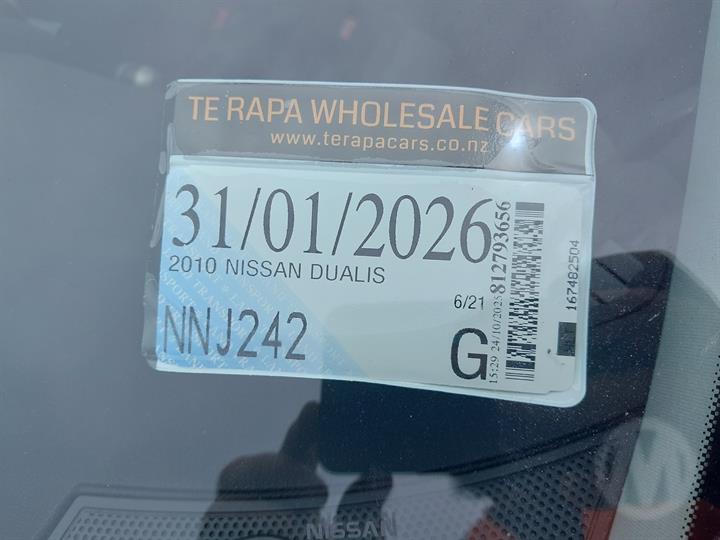 TE RAPA WHOLESALE CARS
www.terapacars.co.nz
31/01/2026
2010 NISSAN DUALIS
6/21
NNJ242
G
15:29 24/10/2025
812793656
167482504
NISSAN
M